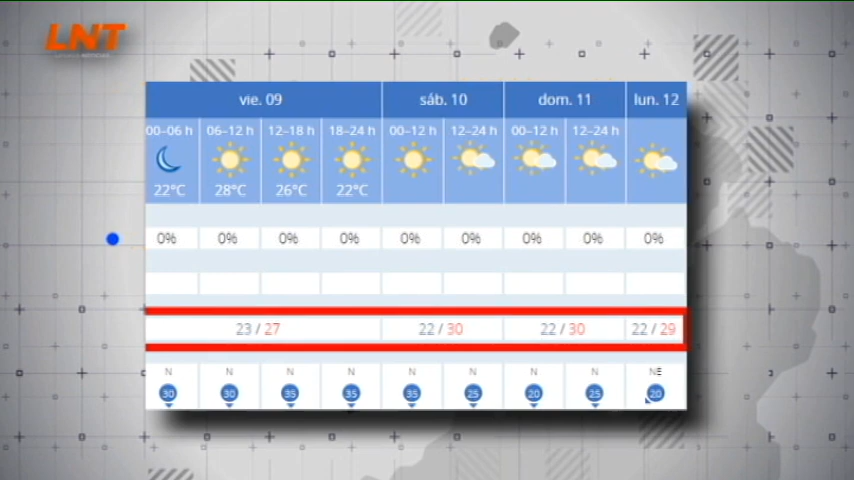 LNT
vie. 09 sáb. 10 dom. 11 lun. 12
00-06 h 06-12 h 12-18 h 18-24 h 00-12 h 12-24 h 00-12 h 12-24 h
22°C 28°C 26°C 22°C
0% 0% 0% 0% 0% 0% 0% 0% 0%
23 / 27 22 / 30 22 / 30 22 / 29
N N N N N N N N NE
30 30 35 35 35 25 20 25 20